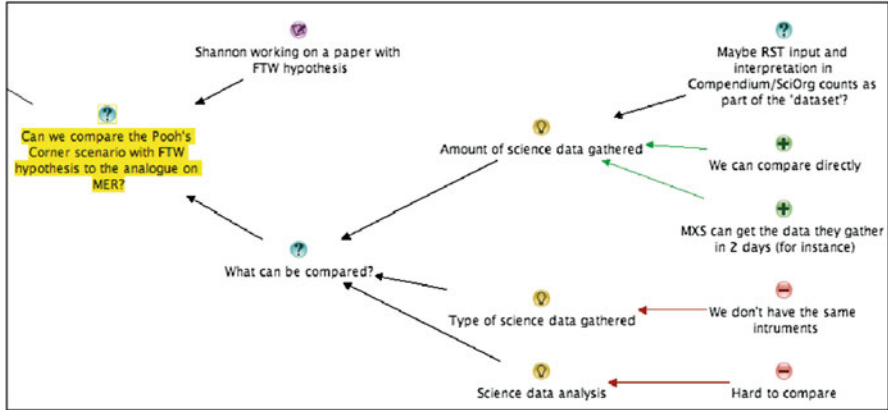 Shannon working on a paper with
FTW hypothesis
Maybe RST input and
interpretation in
Compendium/SciOrg counts as
part of the 'dataset'?
Can we compare the Pooh's
Corner scenario with FTW
hypothesis to the analogue on
MER?
Amount of science data gathered
We can compare directly
MXS can get the data they gather
in 2 days (for instance)
What can be compared?
Type of science data gathered
We don't have the same
intruments
Science data analysis
Hard to compare